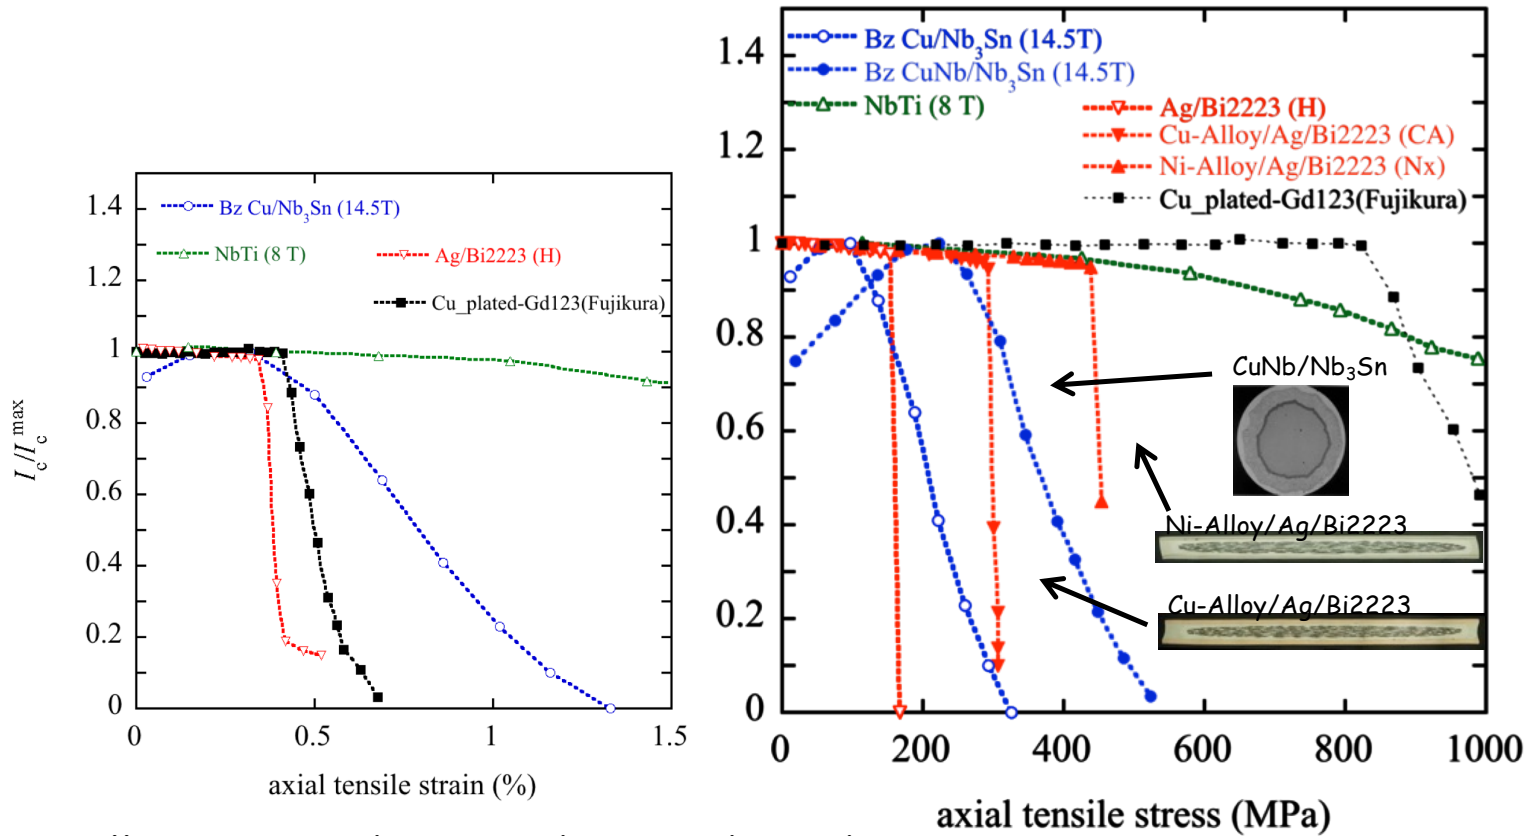 Bz Cu/Nb3Sn (14.5T)
NbTi (8 T)
Ag/Bi2223 (H)
Cu_plated-Gd123(Fujikura)
1.4
1.2
1
0.8
0.6
0.4
0.2
0
Ic/Ic max
0 0.5 1 1.5
axial tensile strain (%)
Bz Cu/Nb3Sn (14.5T)
Bz CuNb/Nb3Sn (14.5T)
NbTi (8 T)
Ag/Bi2223 (H)
Cu-Alloy/Ag/Bi2223 (CA)
Ni-Alloy/Ag/Bi2223 (Nx)
Cu_plated-Gd123(Fujikura)
1.4
1.2
1
0.8
0.6
0.4
0.2
0
CuNb/Nb3Sn
Ni-Alloy/Ag/Bi2223
Cu-Alloy/Ag/Bi2223
0 200 400 600 800 1000
axial tensile stress (MPa)